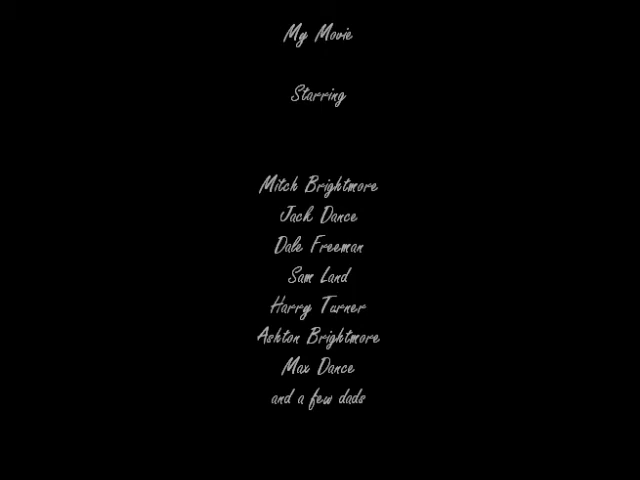 My Movie
Starring
Mitch Brightmore
Jack Dance
Dale Freeman
Sam Land
Harry Turner
Ashton Brightmore
Max Dance
and a few dads